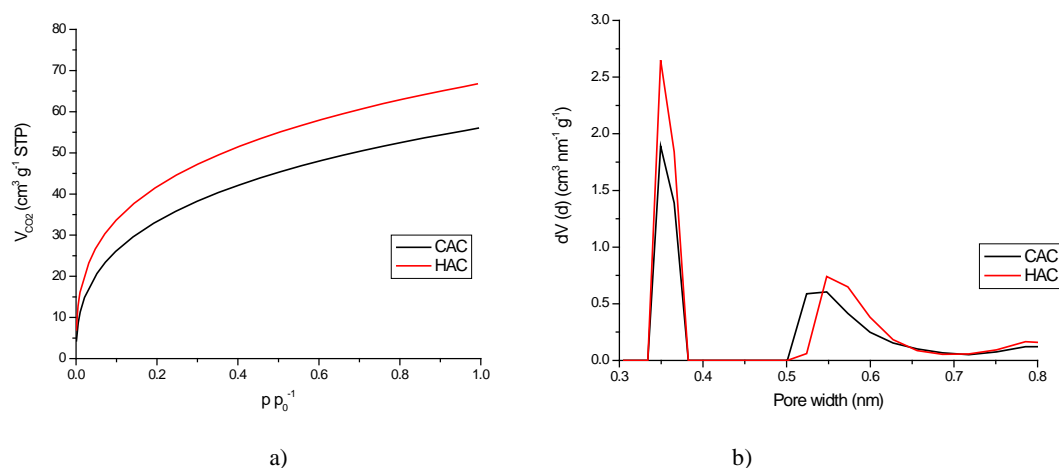 80
70
60
50
40
30
20
10
0
V_CO2 (cm³ g⁻¹ STP)
CAC
HAC
0.0 0.2 0.4 0.6 0.8 1.0
p p₀⁻¹
a)
3.0
2.5
2.0
1.5
1.0
0.5
0.0
dV (d) (cm³ nm⁻¹ g⁻¹)
CAC
HAC
0.3 0.4 0.5 0.6 0.7 0.8
Pore width (nm)
b)